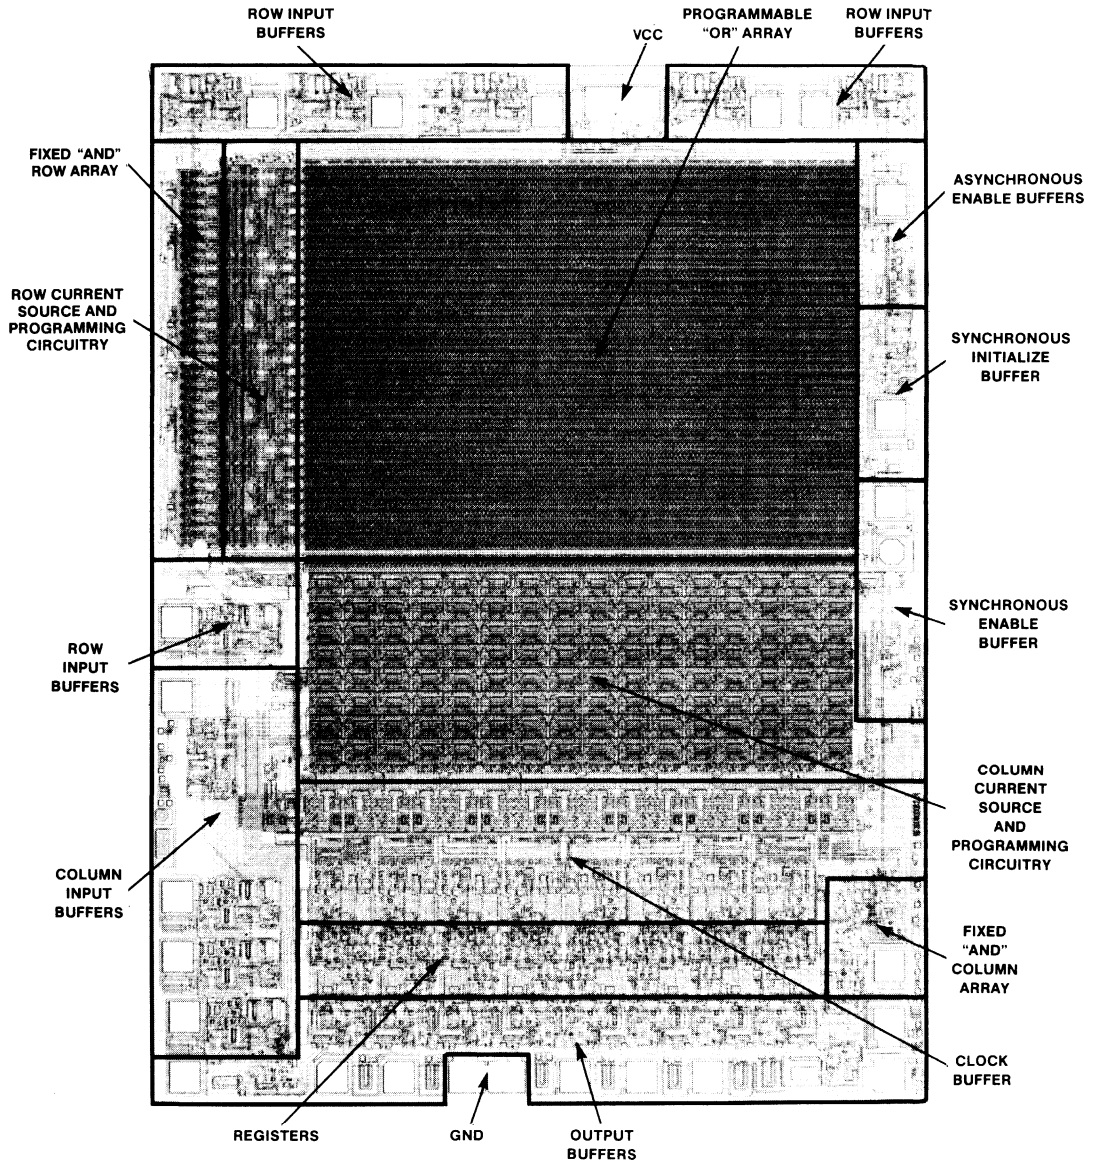 ROW INPUT
BUFFERS
VCC
PROGRAMMABLE
“OR” ARRAY
ROW INPUT
BUFFERS
FIXED “AND”
ROW ARRAY
ASYNCHRONOUS
ENABLE BUFFERS
ROW CURRENT
SOURCE AND
PROGRAMMING
CIRCUITRY
SYNCHRONOUS
INITIALIZE
BUFFER
SYNCHRONOUS
ENABLE
BUFFER
ROW
INPUT
BUFFERS
COLUMN
CURRENT
SOURCE
AND
PROGRAMMING
CIRCUITRY
COLUMN
INPUT
BUFFERS
FIXED
“AND”
COLUMN
ARRAY
CLOCK
BUFFER
REGISTERS
GND
OUTPUT
BUFFERS